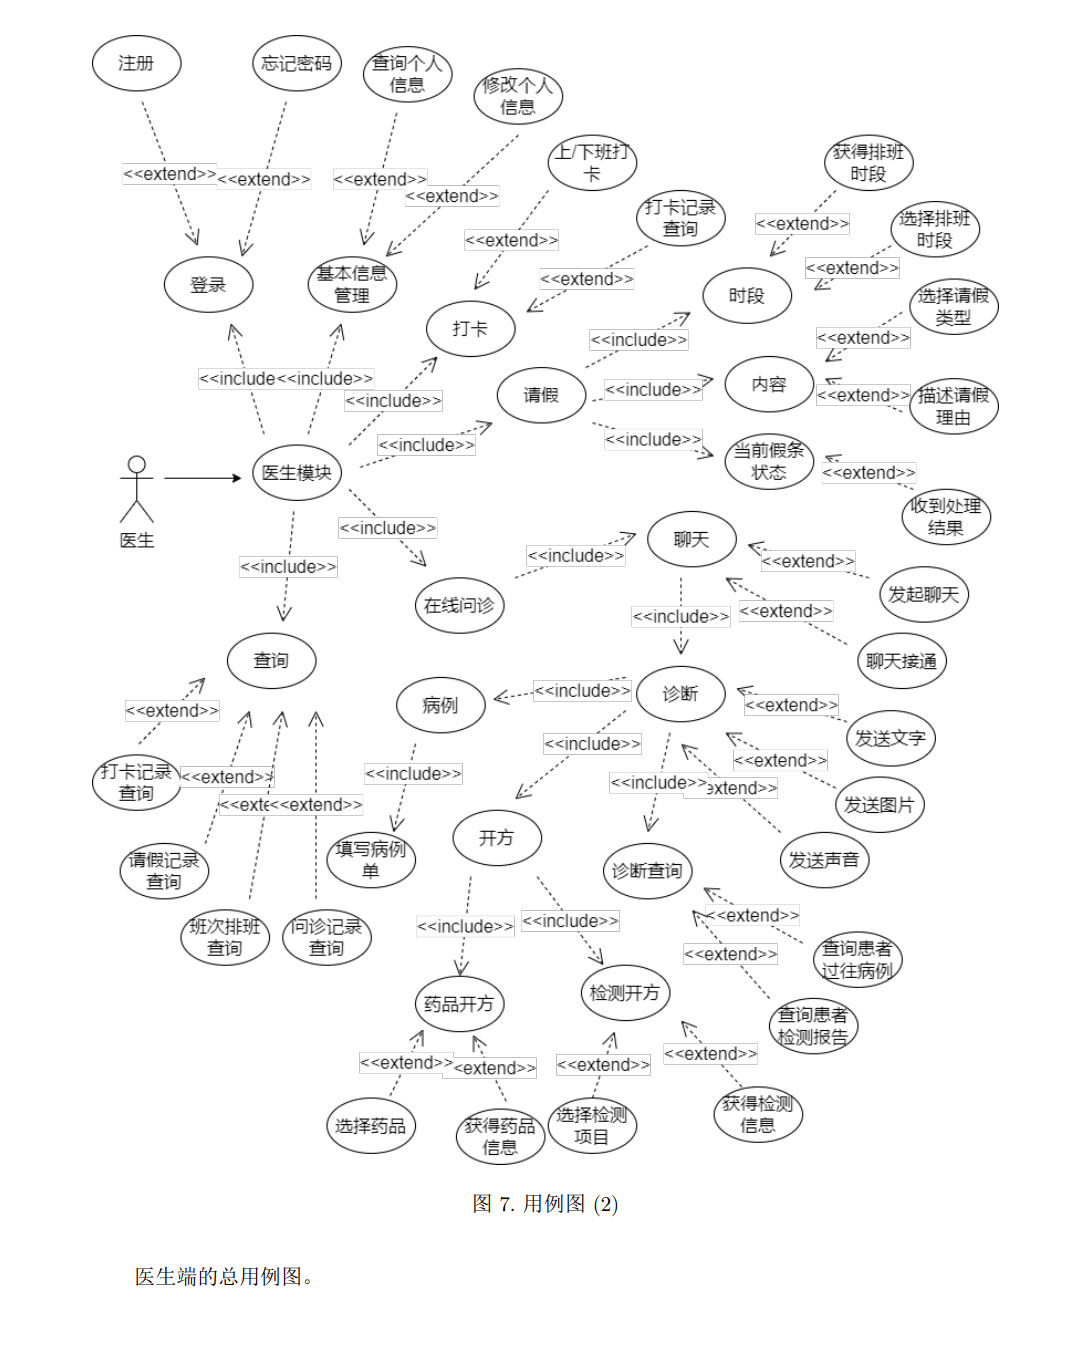 注册
忘记密码
查询个人
信息
修改个人
信息
上/下班打
卡
获得排班
时段
打卡记录
查询
选择排班
时段
<<extend>>
<<extend>>
<<extend>>
<<extend>>
<<extend>>
<<extend>>
<<extend>>
<<extend>>
登录
基本信息
管理
时段
选择请假
类型
打卡
<<include>>
<<extend>>
<<include
<<include>>
<<include>>
请假
<<include>>
内容
<<extend>>
描述请假
理由
<<include>>
<<include>>
当前假条
状态
<<extend>>
收到处理
结果
医生模块
医生
<<include>>
<<include>>
<<include>>
聊天
<<extend>>
发起聊天
在线问诊
<<include>>
<<extend>>
聊天接通
查询
病例
<<include>>
诊断
<<extend>>
发送文字
<<extend>>
<<include>>
<<extend>>
发送图片
打卡记录
查询
<<extend>>
<<exte
<<extend>>
<<include>>
<<include>>
extend>>
发送声音
请假记录
查询
填写病例
单
开方
诊断查询
班次排班
查询
问诊记录
查询
<<include>>
<<include>>
<<extend>>
<<extend>>
查询患者
过往病例
药品开方
检测开方
查询患者
检测报告
<<extend>>
<<extend>>
<<extend>>
<<extend>>
选择药品
获得药品
信息
选择检测
项目
获得检测
信息
图 7. 用例图 (2)
医生端的总用例图。